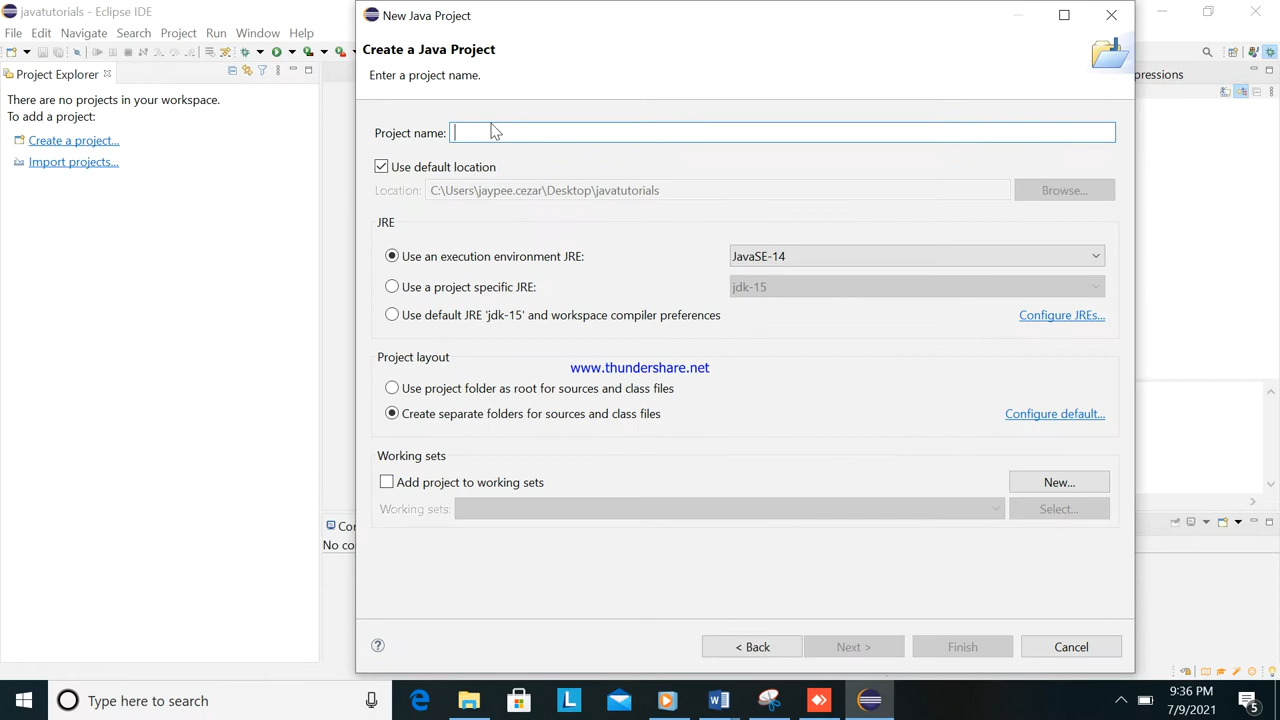 javatutorials - Eclipse IDE
File Edit Navigate Search Project Run Window Help
Project Explorer
There are no projects in your workspace.
To add a project:
Create a project...
Import projects...
New Java Project
Create a Java Project
Enter a project name.
Project name:
Use default location
Location: C:\Users\jaypee.cezar\Desktop\javatutorials Browse...
JRE
Use an execution environment JRE: JavaSE-14
Use a project specific JRE: jdk-15
Use default JRE 'jdk-15' and workspace compiler preferences Configure JREs...
Project layout
www.thundershare.net
Use project folder as root for sources and class files
Create separate folders for sources and class files Configure default...
Working sets
Add project to working sets New...
Working sets: Select...
< Back Next > Finish Cancel
pressions
Co
No co
Type here to search
9:36 PM
7/9/2021
5